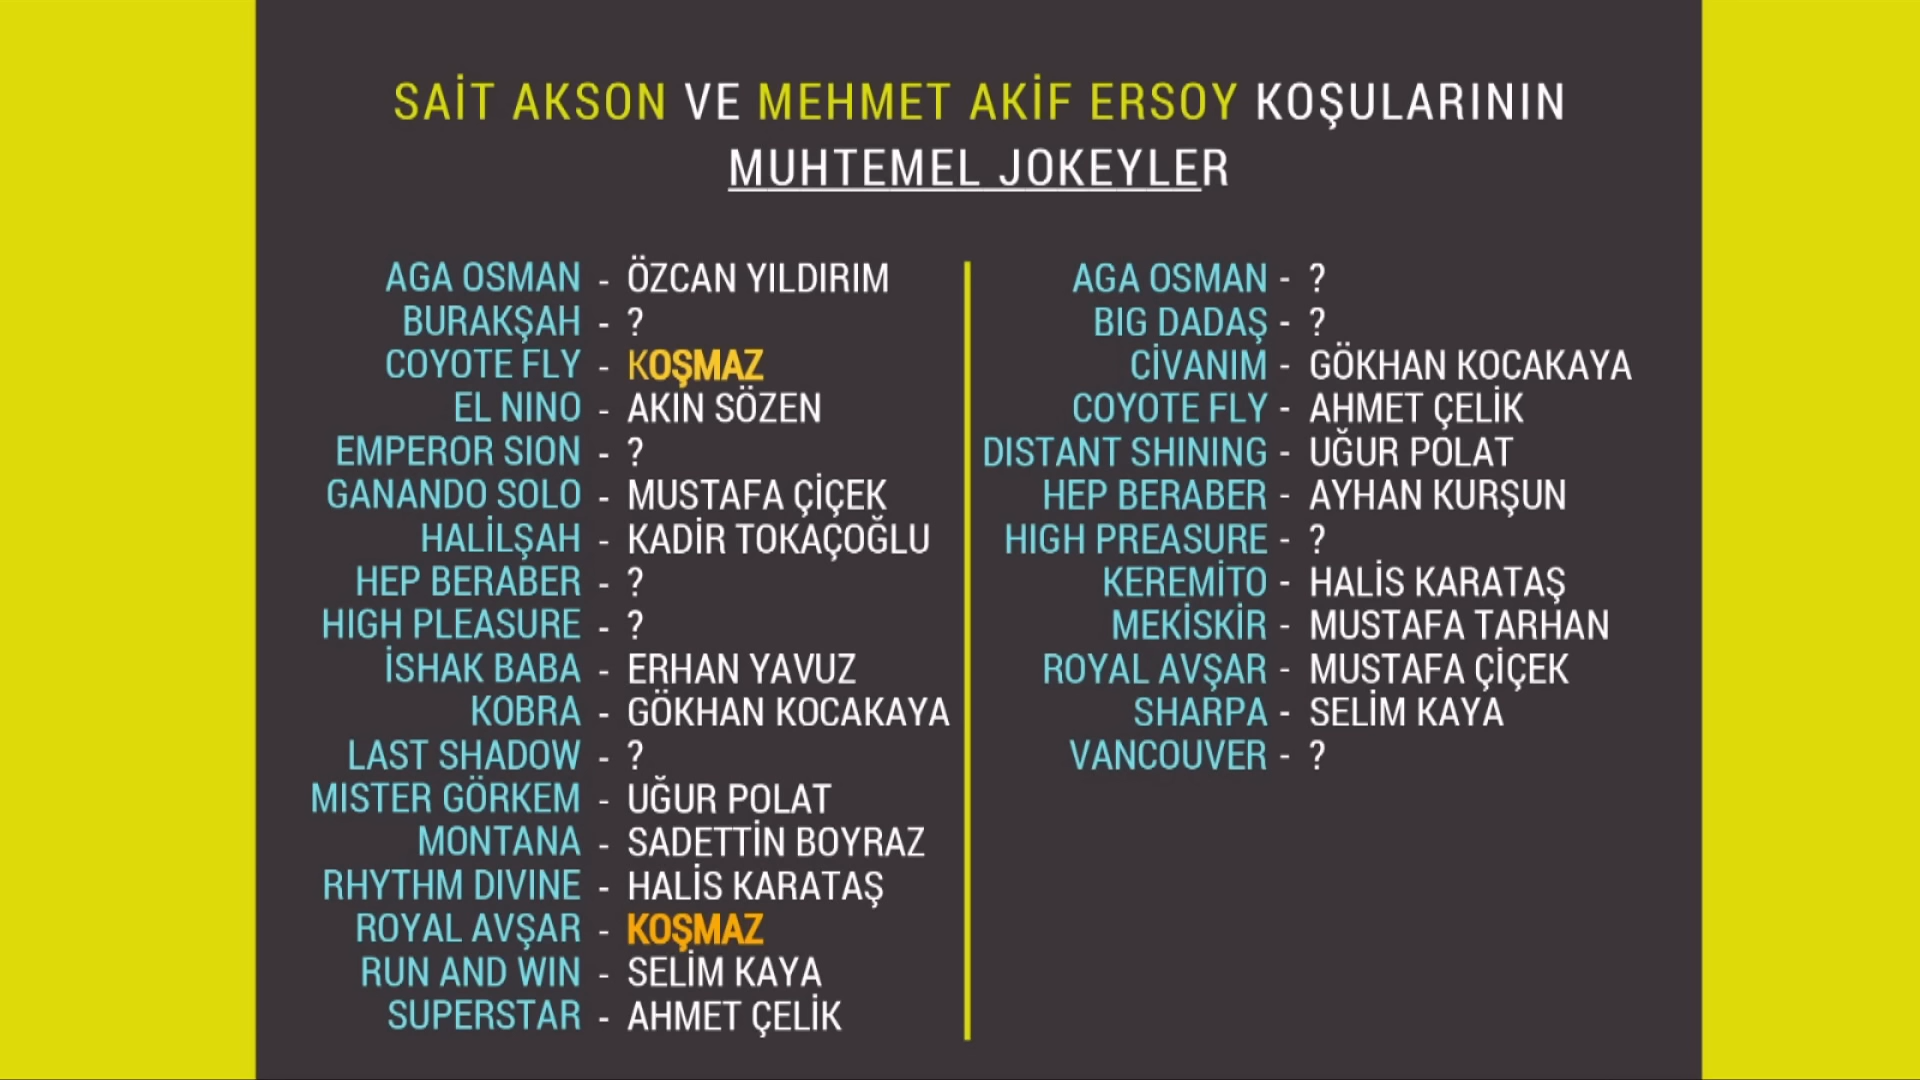 SAİT AKSON VE MEHMET AKİF ERSOY KOŞULARININ
MUHTEMEL JOKEYLER
AGA OSMAN - ÖZCAN YILDIRIM
BURAKŞAH - ?
COYOTE FLY - KOŞMAZ
EL NINO - AKIN SÖZEN
EMPEROR SION - ?
GANANDO SOLO - MUSTAFA ÇİÇEK
HALİLŞAH - KADİR TOKAÇOĞLU
HEP BERABER - ?
HIGH PLEASURE - ?
İSHAK BABA - ERHAN YAVUZ
KOBRA - GÖKHAN KOCAKAYA
LAST SHADOW - ?
MISTER GÖRKEM - UĞUR POLAT
MONTANA - SADETTİN BOYRAZ
RHYTHM DIVINE - HALİS KARATAŞ
ROYAL AVŞAR - KOŞMAZ
RUN AND WIN - SELİM KAYA
SUPERSTAR - AHMET ÇELİK
AGA OSMAN - ?
BIG DADAŞ - ?
CİVANIM - GÖKHAN KOCAKAYA
COYOTE FLY - AHMET ÇELİK
DISTANT SHINING - UĞUR POLAT
HEP BERABER - AYHAN KURŞUN
HIGH PREASURE - ?
KEREMİTO - HALİS KARATAŞ
MEKİSKİR - MUSTAFA TARHAN
ROYAL AVŞAR - MUSTAFA ÇİÇEK
SHARPA - SELİM KAYA
VANCOUVER - ?